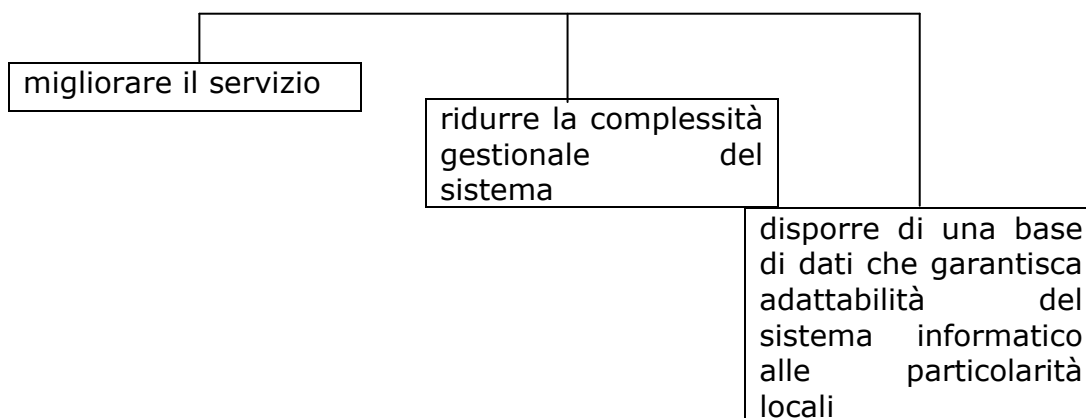 migliorare il servizio
ridurre la complessità
gestionale del
sistema
disporre di una base
di dati che garantisca
adattabilità del
sistema informatico
alle particolarità
locali